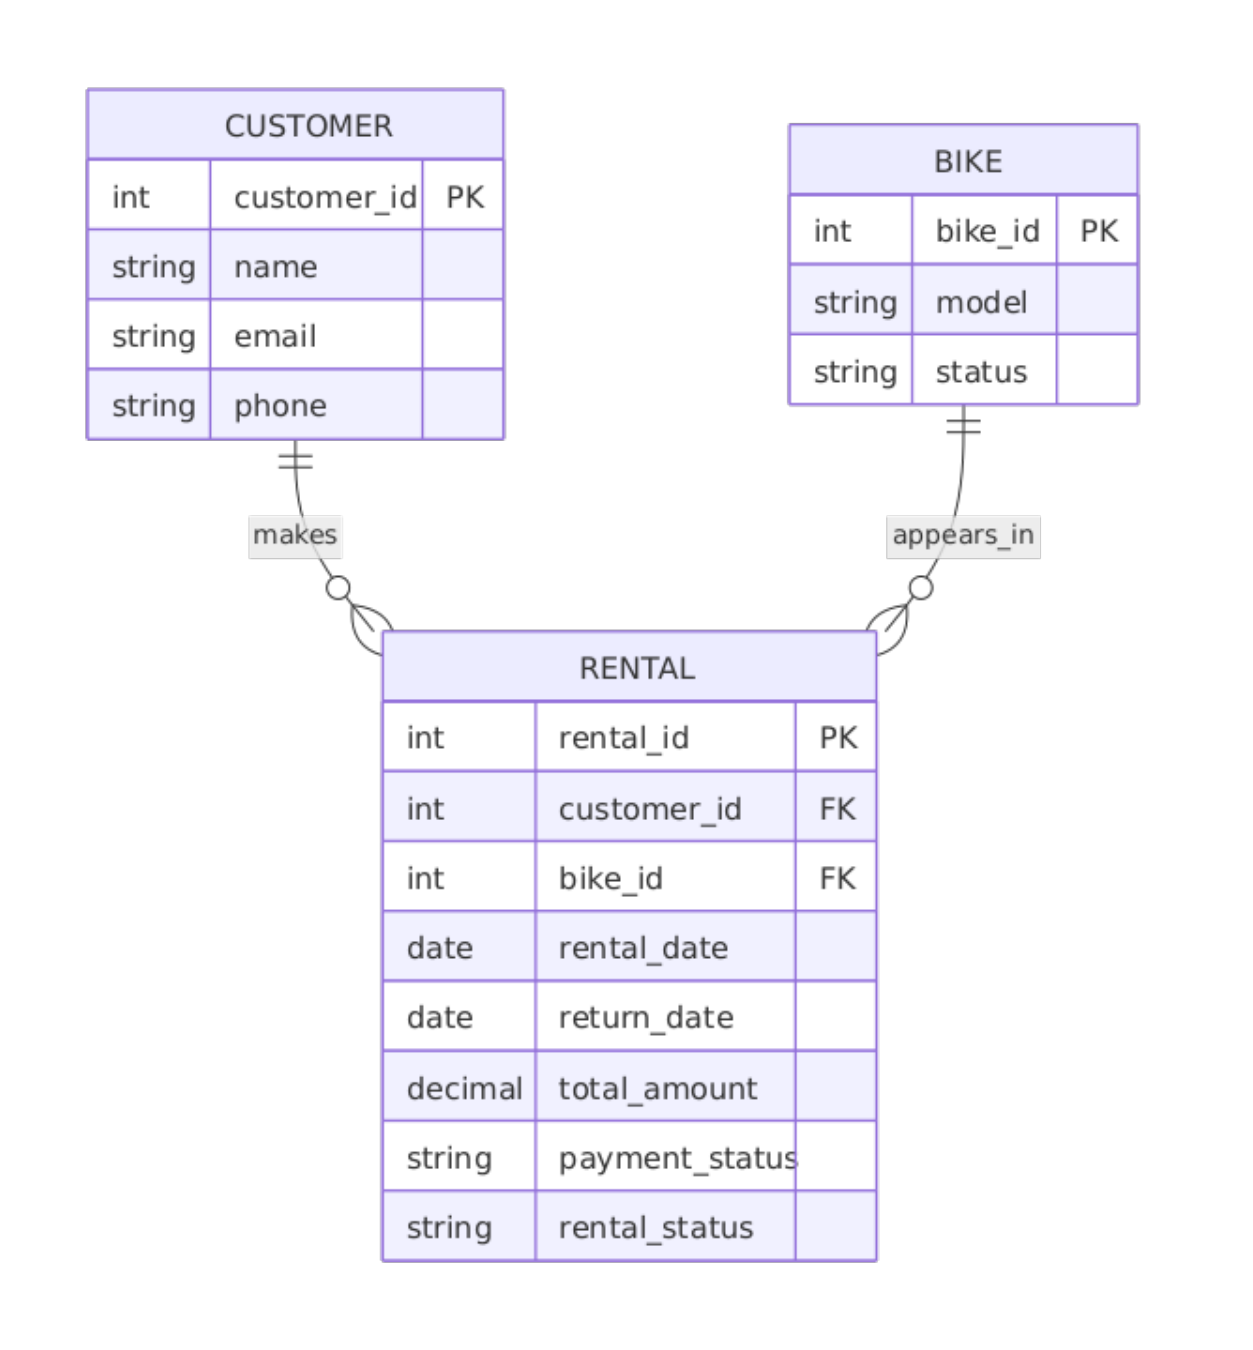 CUSTOMER
int customer_id PK
string name
string email
string phone
BIKE
int bike_id PK
string model
string status
makes
appears_in
RENTAL
int rental_id PK
int customer_id FK
int bike_id FK
date rental_date
date return_date
decimal total_amount
string payment_status
string rental_status